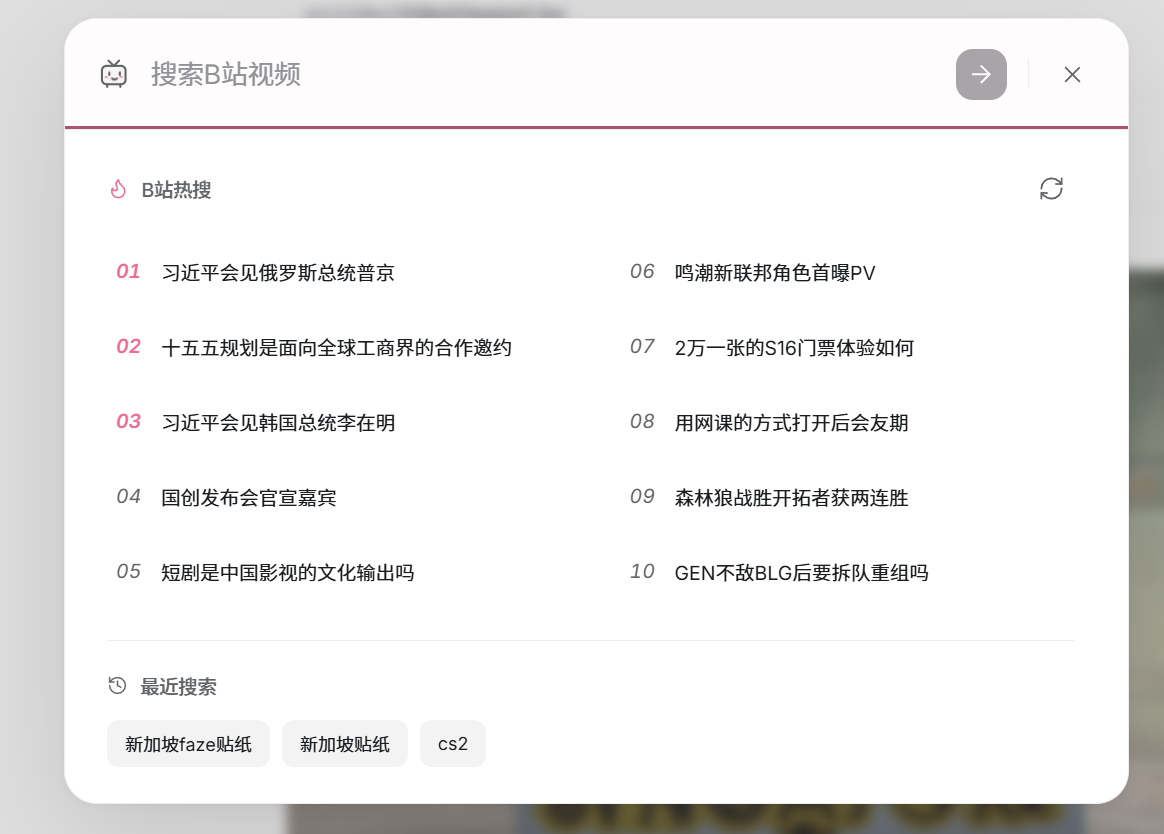 搜索B站视频
B站热搜
01 习近平会见俄罗斯总统普京
02 十五五规划是面向全球工商界的合作邀约
03 习近平会见韩国总统李在明
04 国创发布会官宣嘉宾
05 短剧是中国影视的文化输出吗
06 鸣潮新联邦角色首曝PV
07 2万一张的S16门票体验如何
08 用网课的方式打开后会友期
09 森林狼战胜开拓者获两连胜
10 GEN不敌BLG后要拆队重组吗
最近搜索
新加坡faze贴纸
新加坡贴纸
cs2